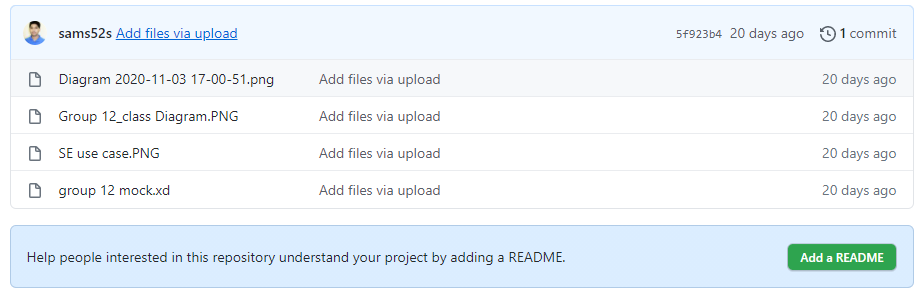 sams52s Add files via upload 5f923b4 20 days ago 1 commit
Diagram 2020-11-03 17-00-51.png Add files via upload 20 days ago
Group 12_class Diagram.PNG Add files via upload 20 days ago
SE use case.PNG Add files via upload 20 days ago
group 12 mock.xd Add files via upload 20 days ago
Help people interested in this repository understand your project by adding a README. Add a README